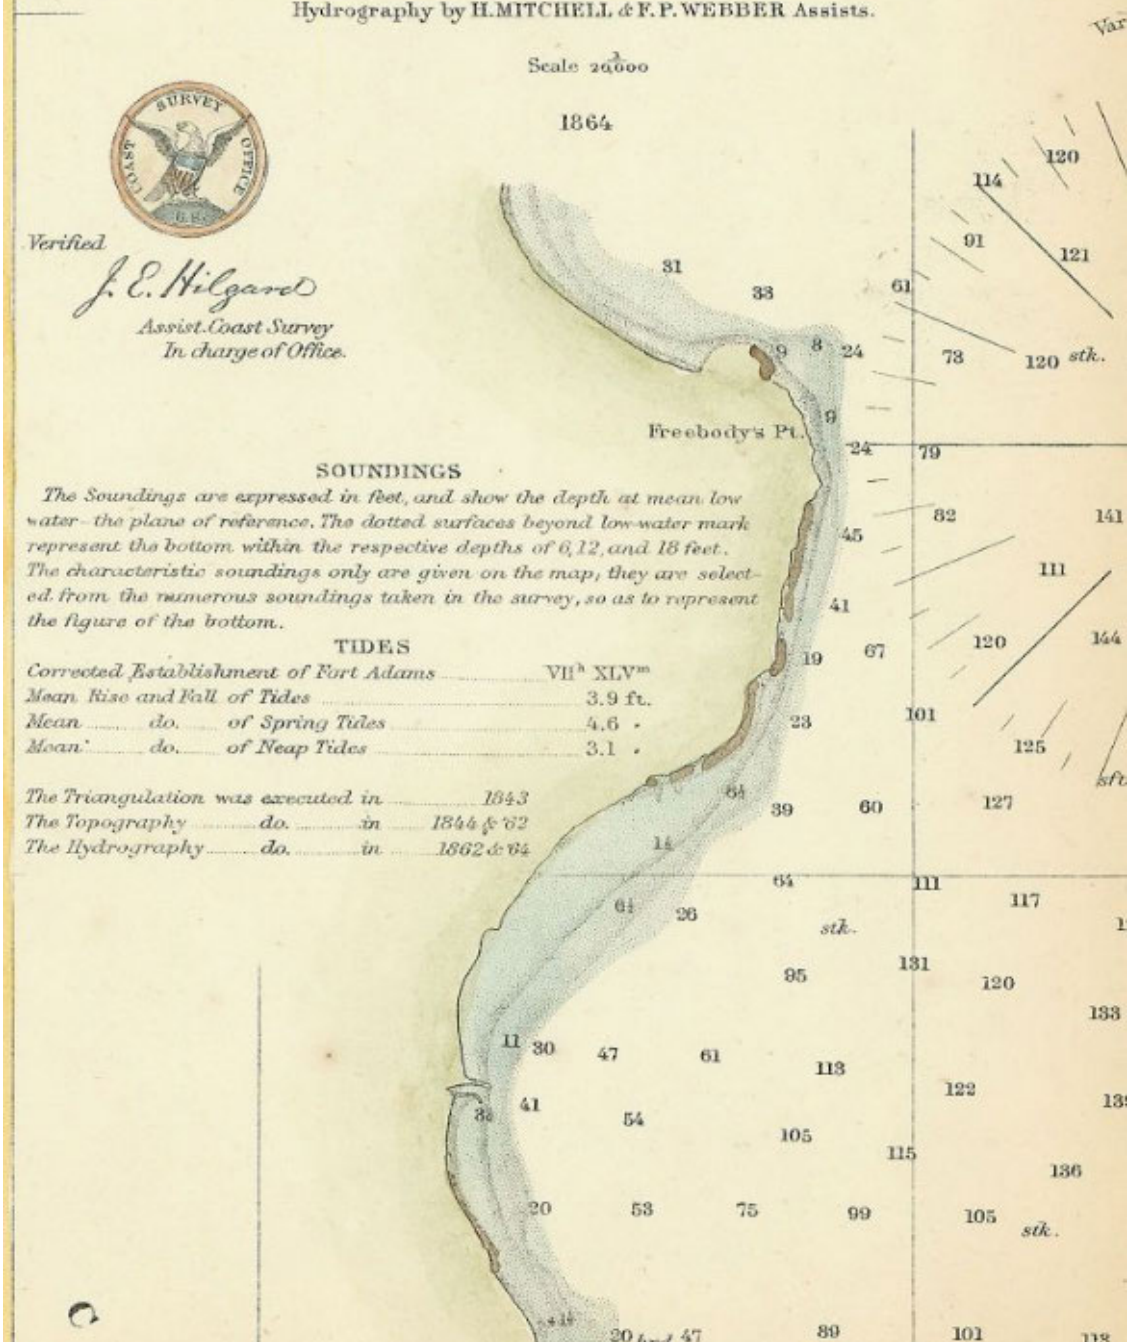 Hydrography by H. MITCHELL & F. P. WEBBER Assists.
Scale 1/20,000
1864
COAST SURVEY OFFICE
U.S.
Verified
J. E. Hilgard
Assist. Coast Survey
In charge of Office.
120
114
91
121
31
33
61
9 8 24
73
120 stk.
9
Freebody's Pt.
24 79
SOUNDINGS
The Soundings are expressed in feet, and show the depth at mean low
water - the plane of reference. The dotted surfaces beyond low-water mark
represent the bottom within the respective depths of 6, 12, and 18 feet.
The characteristic soundings only are given on the map; they are select-
ed from the numerous soundings taken in the survey, so as to represent
the figure of the bottom.
82 141
45
111
41
120 144
19 67
TIDES
Corrected Establishment of Fort Adams VIIh XLVm
Mean Rise and Fall of Tides 3.9 ft.
Mean do. of Spring Tides 4.6 "
Mean do. of Neap Tides 3.1 "
23 101
125
The Triangulation was executed in 1843
The Topography do. in 1844 & '62
The Hydrography do. in 1862 & '64
sft
39 60 127
14
64 111
117
6½ 26
stk.
131
95 120
133
11 30 47 61
113
122
41 54
105
115
136
20 53 75 99 105
stk.
20 47 89 101
C